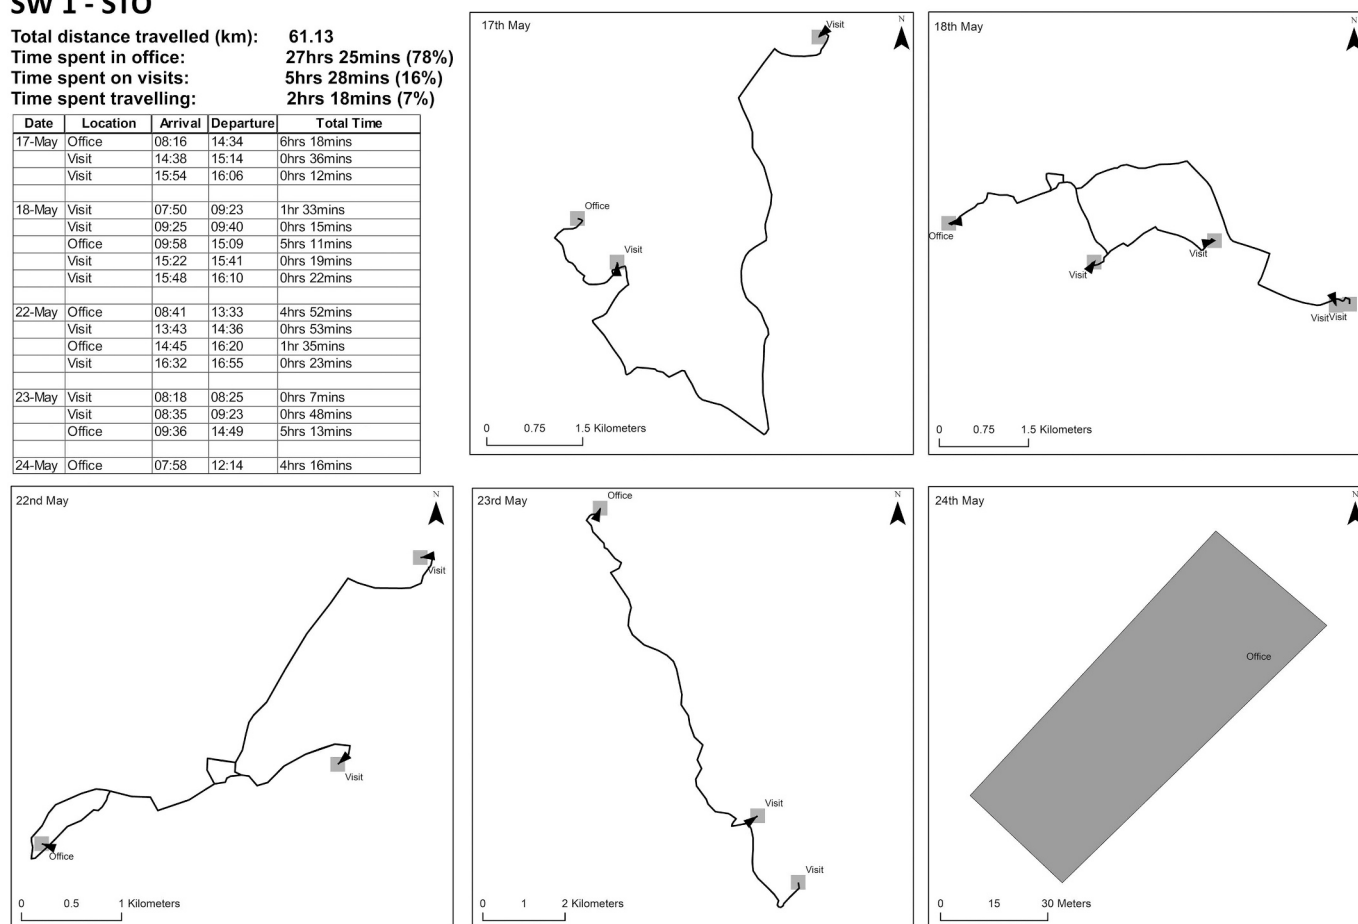 SW 1 - STO
Total distance travelled (km): 61.13
Time spent in office: 27hrs 25mins (78%)
Time spent on visits: 5hrs 28mins (16%)
Time spent travelling: 2hrs 18mins (7%)
Date Location Arrival Departure Total Time
17-May Office 08:16 14:34 6hrs 18mins
Visit 14:38 15:14 0hrs 36mins
Visit 15:54 16:06 0hrs 12mins
18-May Visit 07:50 09:23 1hr 33mins
Visit 09:25 09:40 0hrs 15mins
Office 09:58 15:09 5hrs 11mins
Visit 15:22 15:41 0hrs 19mins
Visit 15:48 16:10 0hrs 22mins
22-May Office 08:41 13:33 4hrs 52mins
Visit 13:43 14:36 0hrs 53mins
Office 14:45 16:20 1hr 35mins
Visit 16:32 16:55 0hrs 23mins
23-May Visit 08:18 08:25 0hrs 7mins
Visit 08:35 09:23 0hrs 48mins
Office 09:36 14:49 5hrs 13mins
24-May Office 07:58 12:14 4hrs 16mins
17th May
N
Visit
Office
Visit
0 0.75 1.5 Kilometers
18th May
N
Office
Visit
Visit
VisitVisit
0 0.75 1.5 Kilometers
22nd May
N
Visit
Visit
Office
0 0.5 1 Kilometers
23rd May
N
Office
Visit
Visit
0 1 2 Kilometers
24th May
N
Office
0 15 30 Meters